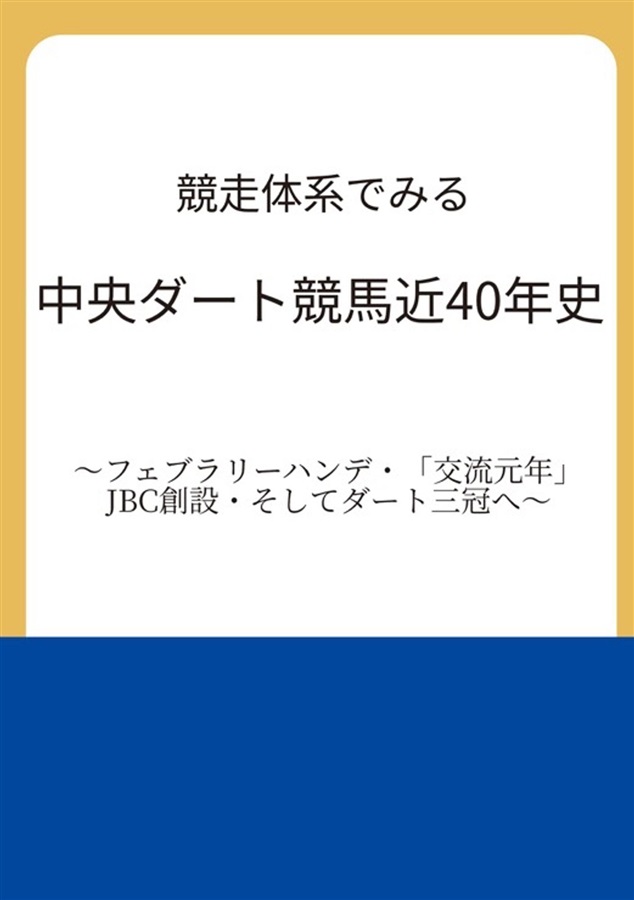 競走体系でみる
中央ダート競馬近40年史
～フェブラリーハンデ・「交流元年」
JBC創設・そしてダート三冠へ～